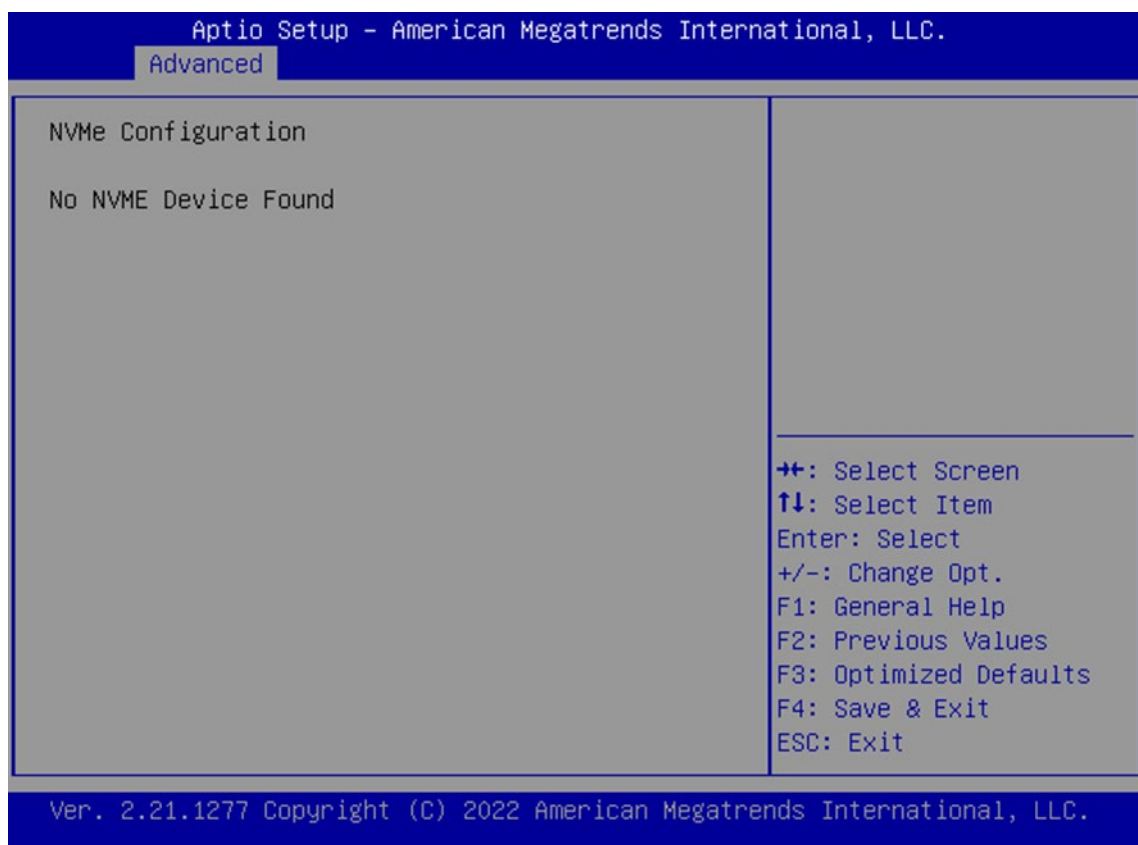 Aptio Setup – American Megatrends International, LLC.
Advanced
NVMe Configuration
No NVME Device Found
→←: Select Screen
↑↓: Select Item
Enter: Select
+/-: Change Opt.
F1: General Help
F2: Previous Values
F3: Optimized Defaults
F4: Save & Exit
ESC: Exit
Ver. 2.21.1277 Copyright (C) 2022 American Megatrends International, LLC.